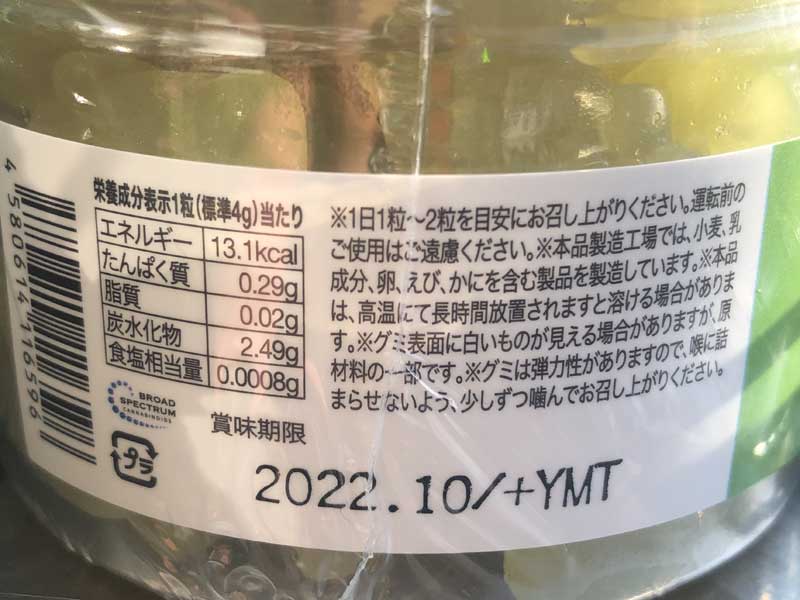 栄養成分表示1粒(標準4g)当たり
エネルギー 13.1kcal
たんぱく質 0.29g
脂質 0.02g
炭水化物 2.49g
食塩相当量 0.0008g
※1日1粒〜2粒を目安にお召し上がりください。運転前の
ご使用はご遠慮ください。※本品製造工場では、小麦、乳
成分、卵、えび、かにを含む製品を製造しています。※本品
は、高温にて長時間放置されますと溶ける場合がありま
す。※グミ表面に白いものが見える場合がありますが、原
材料の一部です。※グミは弾力性がありますので、喉に詰
まらせないよう、少しずつ噛んでお召し上がりください。
4580614116596
BROAD
SPECTRUM
CANNABINOIDS
プラ
賞味期限
2022.10/+YMT